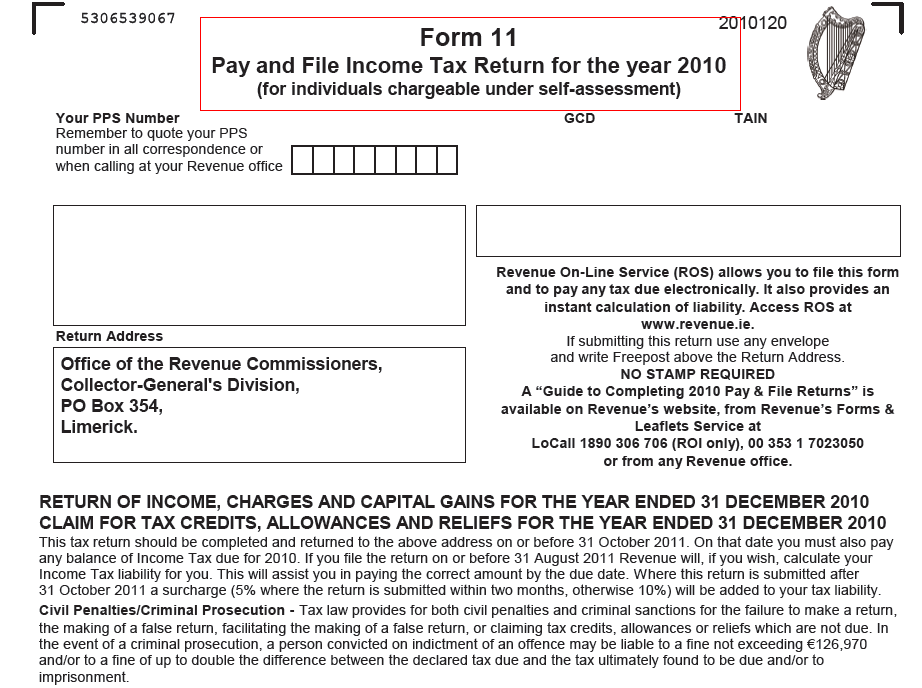 5306539067
2010120
Form 11
Pay and File Income Tax Return for the year 2010
(for individuals chargeable under self-assessment)
Your PPS Number
GCD
TAIN
Remember to quote your PPS
number in all correspondence or
when calling at your Revenue office
Revenue On-Line Service (ROS) allows you to file this form
and to pay any tax due electronically. It also provides an
instant calculation of liability. Access ROS at
www.revenue.ie.
If submitting this return use any envelope
and write Freepost above the Return Address.
NO STAMP REQUIRED
A “Guide to Completing 2010 Pay & File Returns” is
available on Revenue’s website, from Revenue’s Forms &
Leaflets Service at
LoCall 1890 306 706 (ROI only), 00 353 1 7023050
or from any Revenue office.
Return Address
Office of the Revenue Commissioners,
Collector-General's Division,
PO Box 354,
Limerick.
RETURN OF INCOME, CHARGES AND CAPITAL GAINS FOR THE YEAR ENDED 31 DECEMBER 2010
CLAIM FOR TAX CREDITS, ALLOWANCES AND RELIEFS FOR THE YEAR ENDED 31 DECEMBER 2010
This tax return should be completed and returned to the above address on or before 31 October 2011. On that date you must also pay
any balance of Income Tax due for 2010. If you file the return on or before 31 August 2011 Revenue will, if you wish, calculate your
Income Tax liability for you. This will assist you in paying the correct amount by the due date. Where this return is submitted after
31 October 2011 a surcharge (5% where the return is submitted within two months, otherwise 10%) will be added to your tax liability.
Civil Penalties/Criminal Prosecution - Tax law provides for both civil penalties and criminal sanctions for the failure to make a return,
the making of a false return, facilitating the making of a false return, or claiming tax credits, allowances or reliefs which are not due. In
the event of a criminal prosecution, a person convicted on indictment of an offence may be liable to a fine not exceeding €126,970
and/or to a fine of up to double the difference between the declared tax due and the tax ultimately found to be due and/or to
imprisonment.